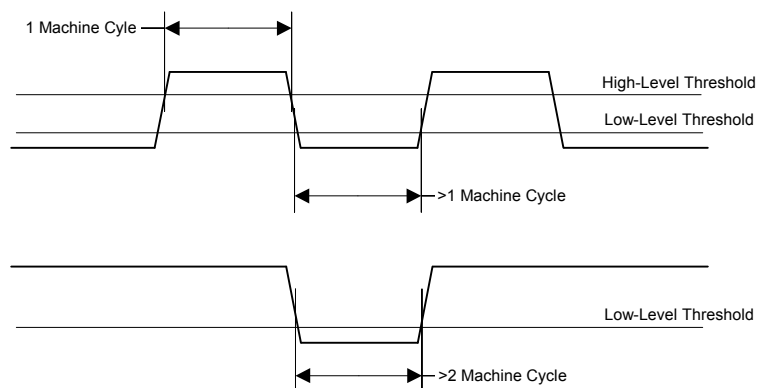 1 Machine Cyle
High-Level Threshold
Low-Level Threshold
>1 Machine Cycle
Low-Level Threshold
>2 Machine Cycle